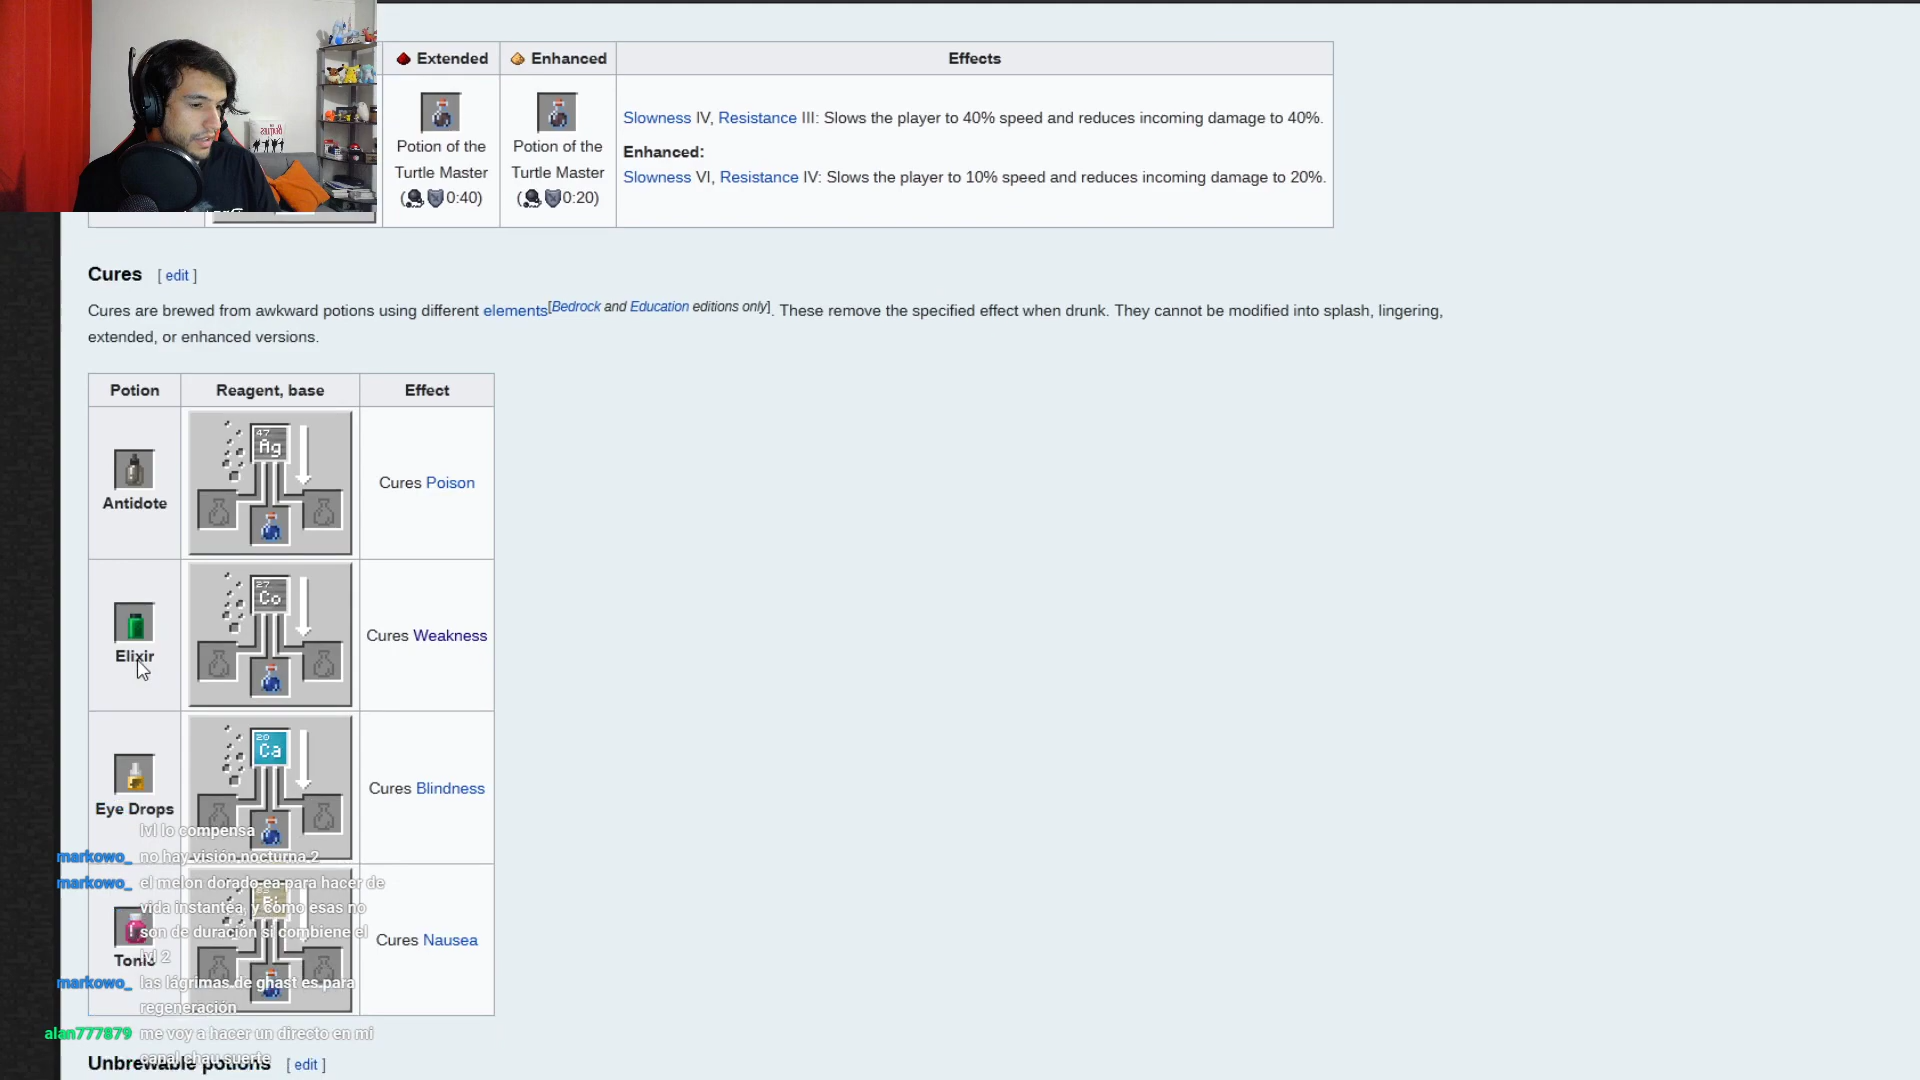 Extended Enhanced Effects
Potion of the
Turtle Master
(0:40)
Potion of the
Turtle Master
(0:20)
Slowness IV, Resistance III: Slows the player to 40% speed and reduces incoming damage to 40%.
Enhanced:
Slowness VI, Resistance IV: Slows the player to 10% speed and reduces incoming damage to 20%.
Cures [ edit ]
Cures are brewed from awkward potions using different elements[Bedrock and Education editions only]. These remove the specified effect when drunk. They cannot be modified into splash, lingering,
extended, or enhanced versions.
Potion Reagent, base Effect
47
Ag
Antidote
Cures Poison
27
Co
Elixir
Cures Weakness
20
Ca
Eye Drops
Cures Blindness
Bi
Tonic
Cures Nausea
lvl lo compensa
markowo_ no hay visión nocturna 2
markowo_ el melon dorado ea para hacer de
vida instantéa, y como esas no
son de duración si combiene el
lvl 2
markowo_ las lágrimas de ghast es para
regeneración
alan777879 me voy a hacer un directo en mi
canal chau suerte
Unbrewable potions [ edit ]